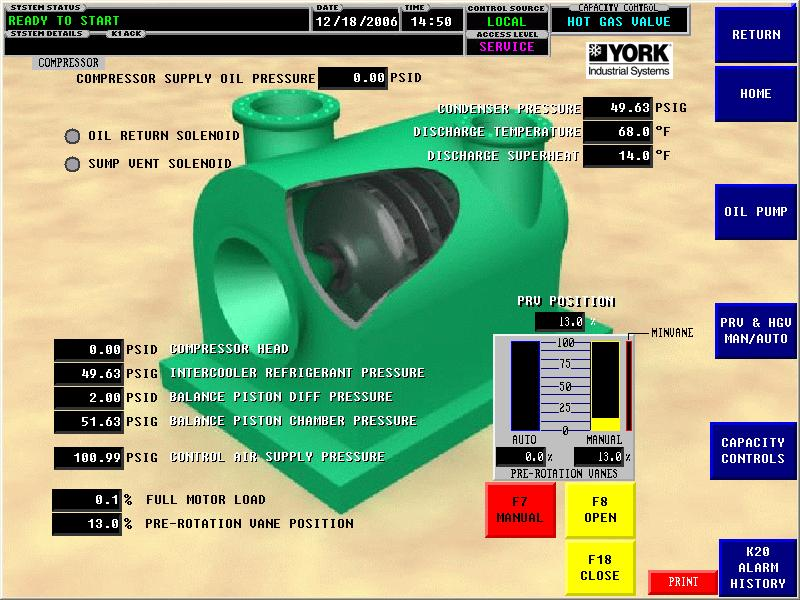 SYSTEM STATUS
READY TO START
SYSTEM DETAILS K1 ACK
DATE
12/18/2006
TIME
14:50
CONTROL SOURCE
LOCAL
ACCESS LEVEL
SERVICE
CAPACITY CONTROL
HOT GAS VALVE
RETURN
YORK
Industrial Systems
COMPRESSOR
COMPRESSOR SUPPLY OIL PRESSURE 0.00 PSID
HOME
CONDENSER PRESSURE 49.63 PSIG
DISCHARGE TEMPERATURE 68.0 °F
DISCHARGE SUPERHEAT 14.0 °F
OIL RETURN SOLENOID
SUMP VENT SOLENOID
OIL PUMP
PRV POSITION
13.0 %
MINVANE
PRV & HGV
MAN/AUTO
0.00 PSID COMPRESSOR HEAD
49.63 PSIG INTERCOOLER REFRIGERANT PRESSURE
2.00 PSID BALANCE PISTON DIFF PRESSURE
51.63 PSIG BALANCE PISTON CHAMBER PRESSURE
100.99 PSIG CONTROL AIR SUPPLY PRESSURE
0.1 % FULL MOTOR LOAD
13.0 % PRE-ROTATION VANE POSITION
100
75
50
25
0
AUTO MANUAL
0.0 % 13.0 %
PRE-ROTATION VANES
CAPACITY
CONTROLS
F7
MANUAL
F8
OPEN
F18
CLOSE
PRINT
K20
ALARM
HISTORY